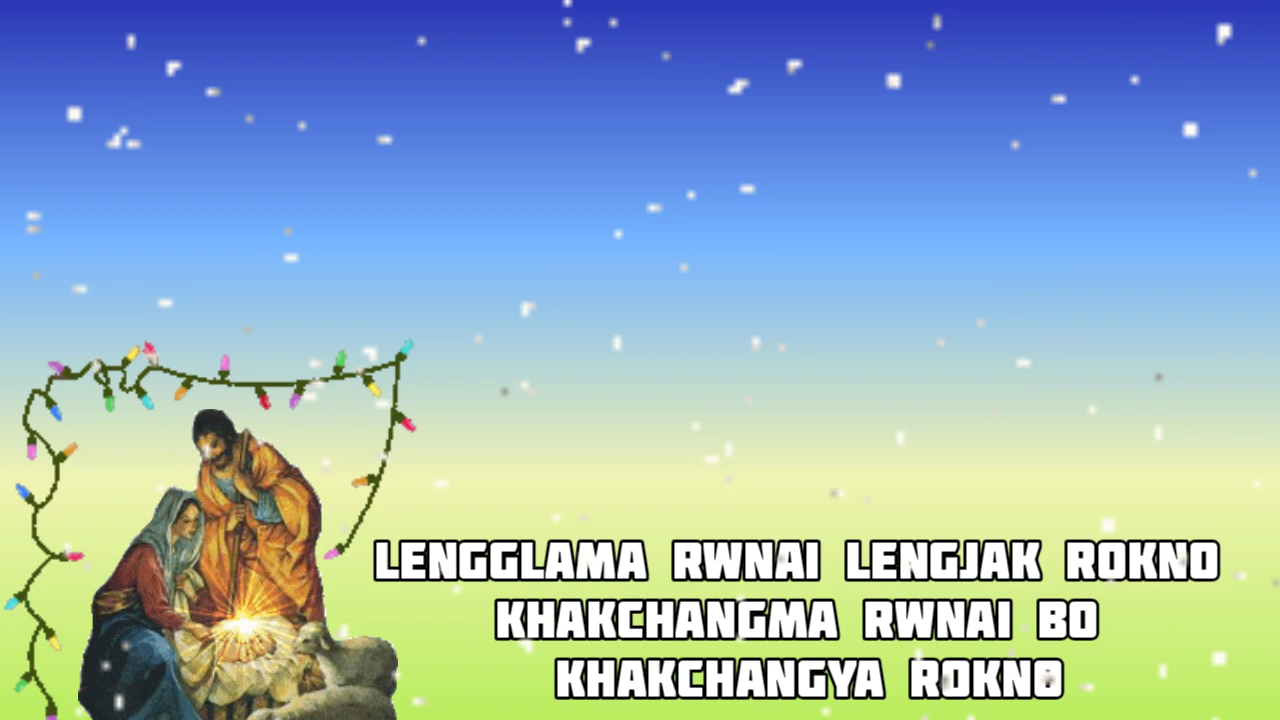 LENGGLAMA RWNAI LENGJAK ROKNO
KHAKCHANGMA RWNAI BO
KHAKCHANGYA ROKNO